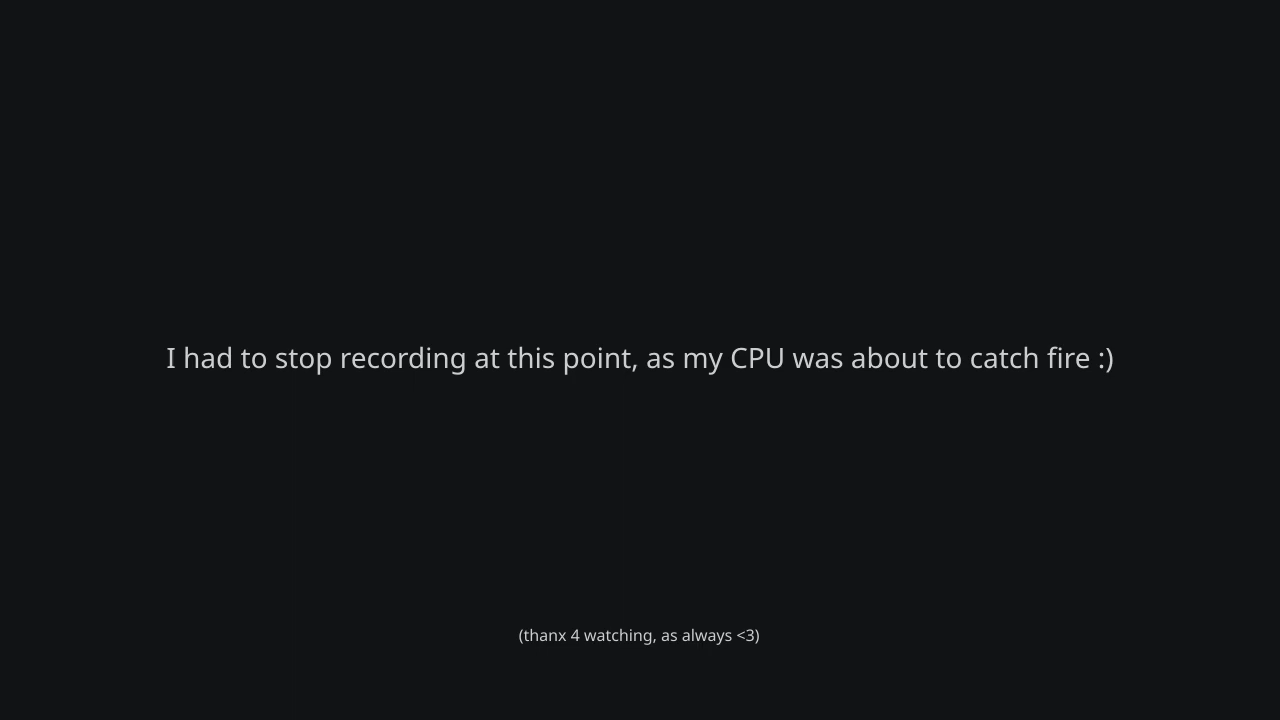 I had to stop recording at this point, as my CPU was about to catch fire :)
(thanx 4 watching, as always <3)